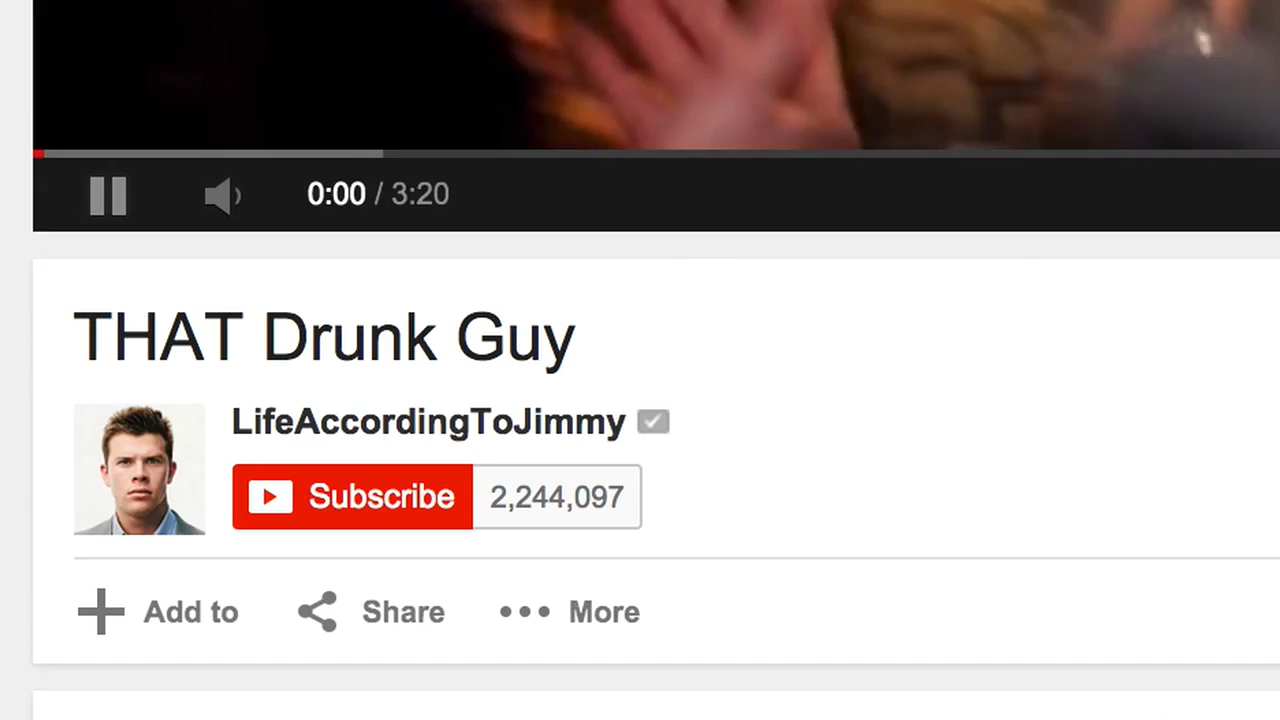 0:00 / 3:20
THAT Drunk Guy
LifeAccordingToJimmy
Subscribe 2,244,097
Add to Share More